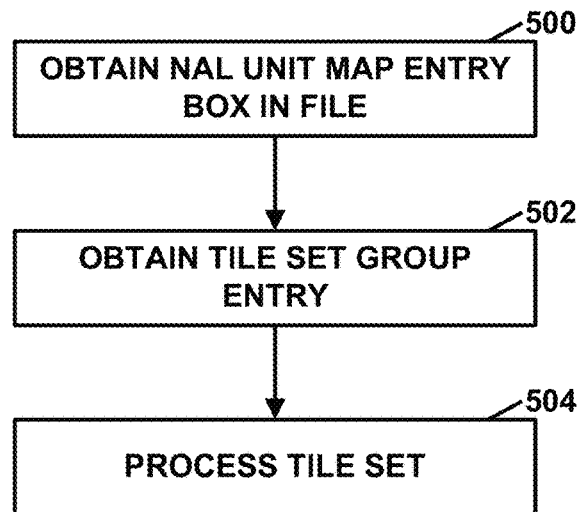 500
OBTAIN NAL UNIT MAP ENTRY
BOX IN FILE
502
OBTAIN TILE SET GROUP
ENTRY
504
PROCESS TILE SET